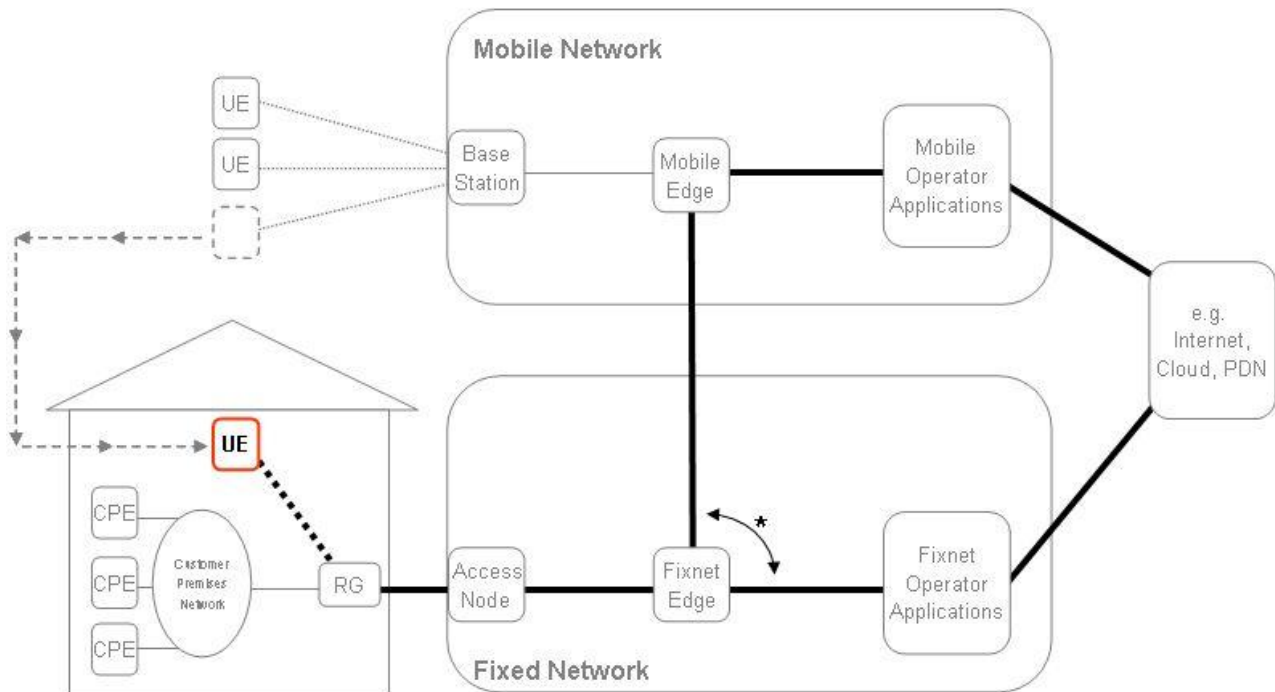 Mobile Network
UE
UE
Base
Station
Mobile
Edge
Mobile
Operator
Applications
e.g.
Internet,
Cloud, PDN
UE
CPE
CPE
CPE
Customer
Premises
Network
RG
Access
Node
Fixnet
Edge
*
Fixnet
Operator
Applications
Fixed Network